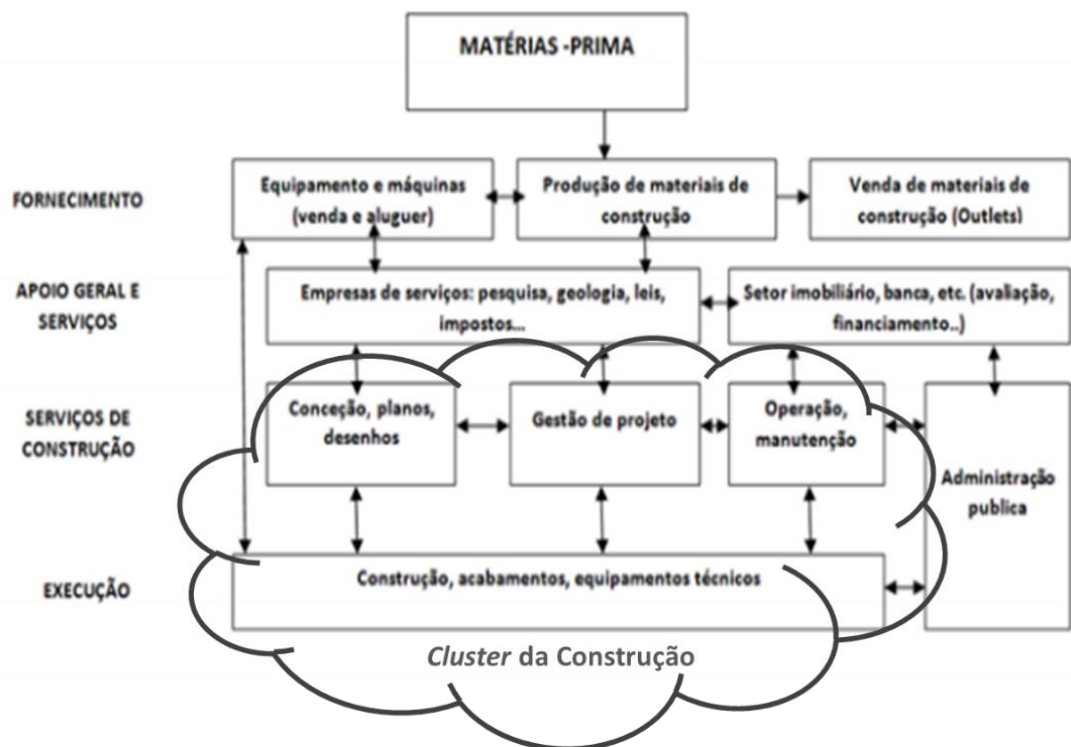 MATÉRIAS -PRIMA
FORNECIMENTO
Equipamento e máquinas
(venda e aluguer)
Produção de materiais de
construção
Venda de materiais de
construção (Outlets)
APOIO GERAL E
SERVIÇOS
Empresas de serviços: pesquisa, geologia, leis,
impostos...
Setor imobiliário, banca, etc. (avaliação,
financiamento..)
SERVIÇOS DE
CONSTRUÇÃO
Conceção, planos,
desenhos
Gestão de projeto
Operação,
manutenção
Administração
publica
EXECUÇÃO
Construção, acabamentos, equipamentos técnicos
Cluster da Construção